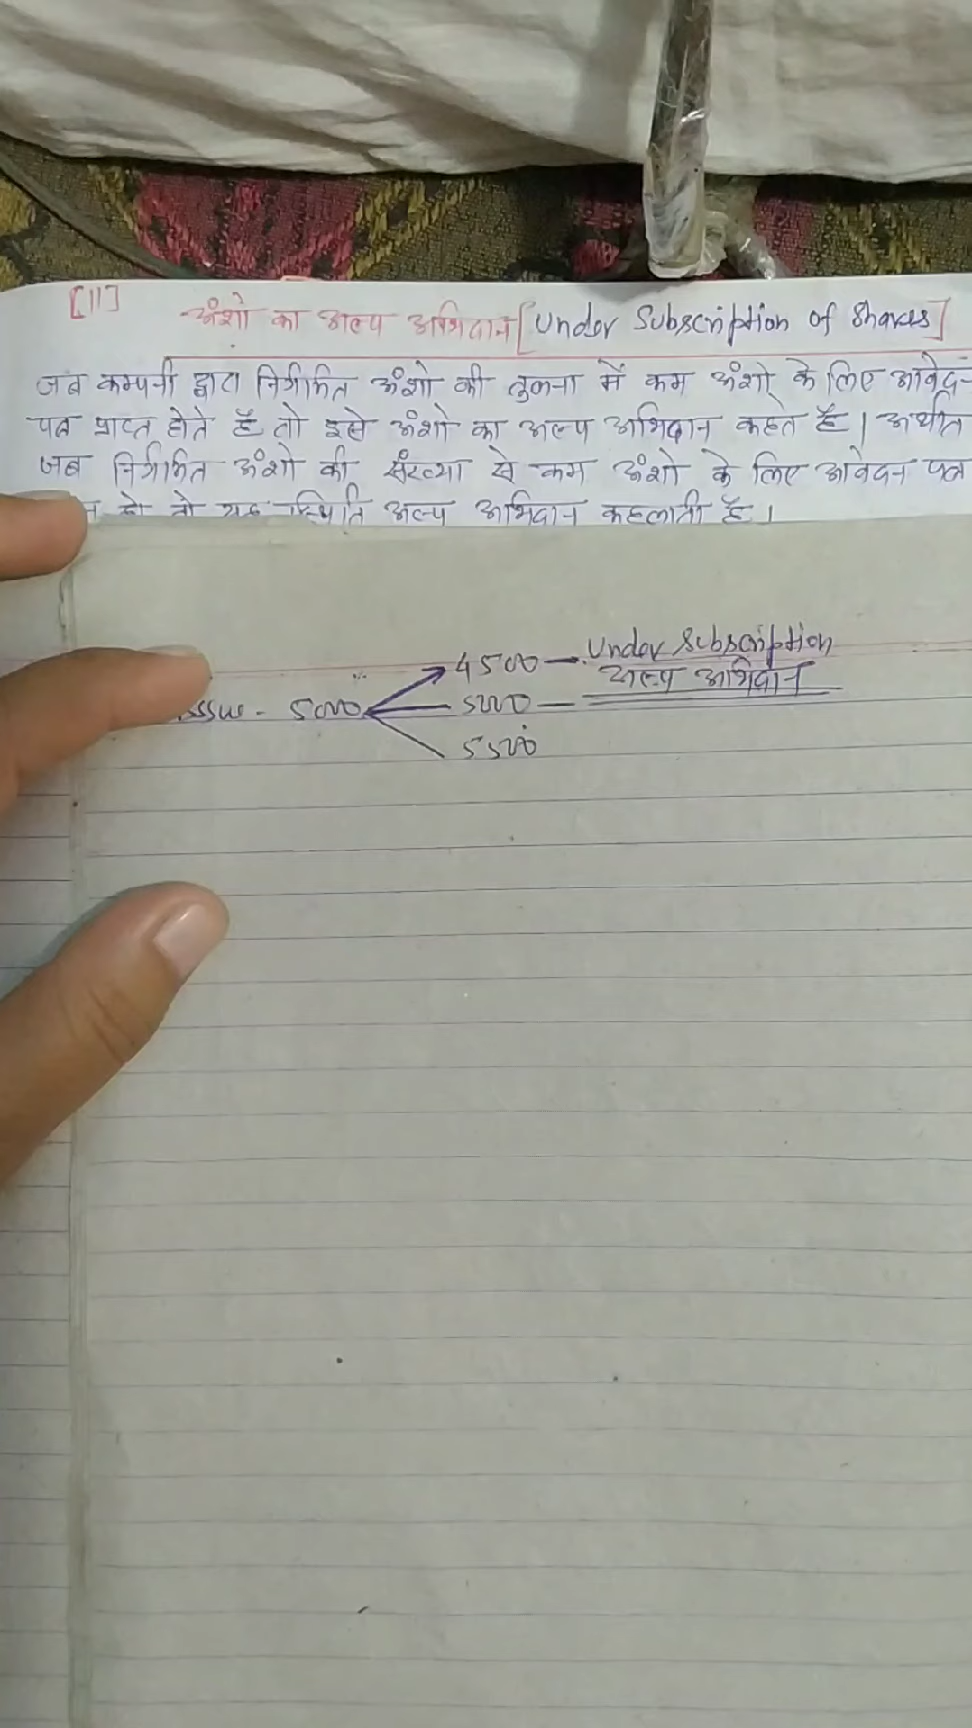 [11] अंशो का अल्प अभिदान [Under Subscription of Shares]
जब कम्पनी द्वारा निर्गमित अंशो की तुलना में कम अंशो के लिए आवेदन
पत्र प्राप्त होते हैं तो इसे अंशो का अल्प अभिदान कहते हैं। अर्थात
जब निर्गमित अंशो की संख्या से कम अंशो के लिए आवेदन पत्र
हो तो यह स्थिति अल्प अभिदान कहलाती है।
4500 — Under Subscription
अल्प अभिदान
Issue - 5000 5000 —
5500